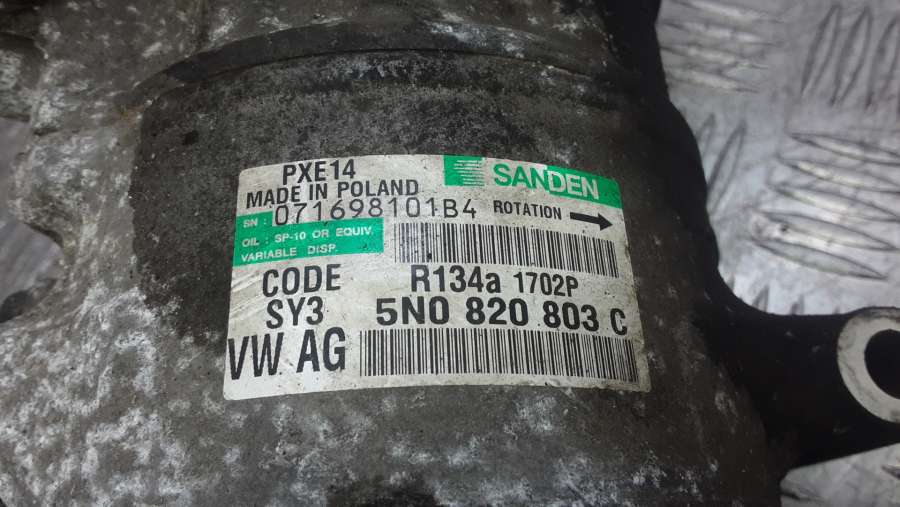 PXE14
SANDEN
MADE IN POLAND
SN : 071698101B4 ROTATION
OIL : SP-10 OR EQUIV.
VARIABLE DISP.
CODE R134a 1702P
SY3 5N0 820 803 C
VW AG